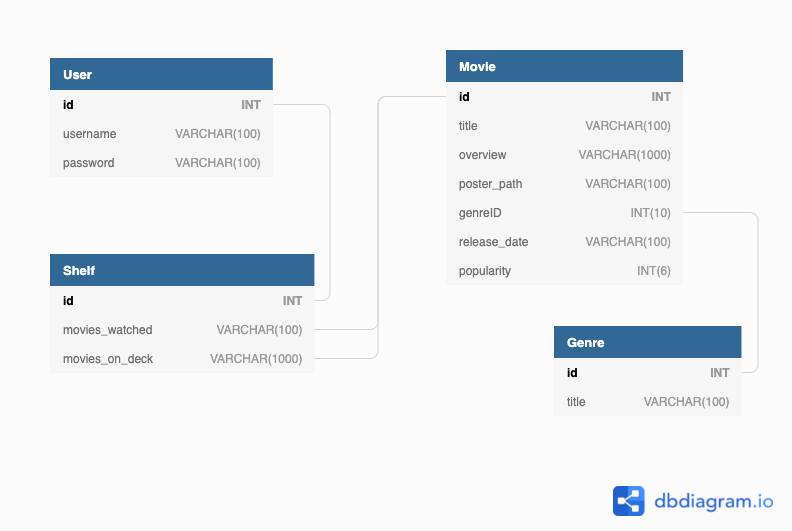 User
id INT
username VARCHAR(100)
password VARCHAR(100)
Movie
id INT
title VARCHAR(100)
overview VARCHAR(1000)
poster_path VARCHAR(100)
genreID INT(10)
release_date VARCHAR(100)
popularity INT(6)
Shelf
id INT
movies_watched VARCHAR(100)
movies_on_deck VARCHAR(1000)
Genre
id INT
title VARCHAR(100)
dbdiagram.io